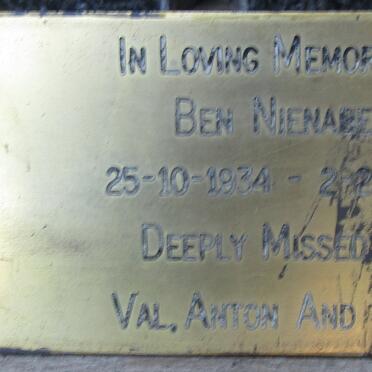 In Loving Memor
Ben Nienabe
25-10-1934 - 2
Deeply Missed
Val, Anton And